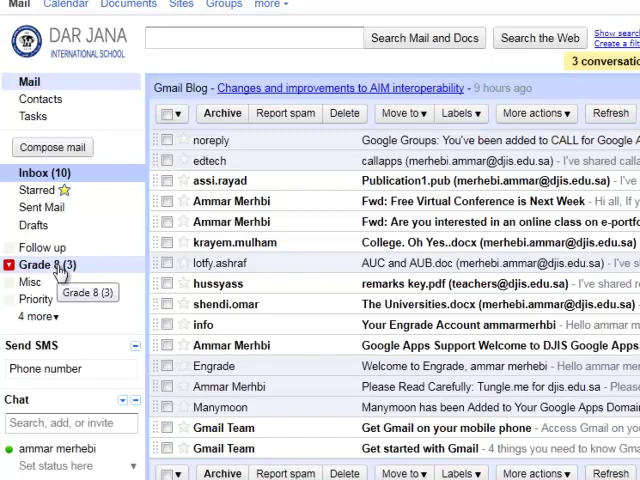 Mail Calendar Documents Sites Groups more
DAR JANA
INTERNATIONAL SCHOOL
Search Mail and Docs
Search the Web
Show searc
Create a filt
3 conversatio
Mail
Contacts
Tasks
Compose mail
Inbox (10)
Starred
Sent Mail
Drafts
Follow up
Grade 8 (3)
Misc
Grade 8 (3)
Priority
4 more
Send SMS
Phone number
Chat
Search, add, or invite
ammar merhebi
Set status here
Gmail Blog - Changes and improvements to AIM interoperability - 9 hours ago
Archive Report spam Delete Move to Labels More actions Refresh
noreply Google Groups: You've been added to CALL for Google A
edtech callapps (merhebi.ammar@djis.edu.sa) - I've shared calla
assi.rayad Publication1.pub (merhebi.ammar@djis.edu.sa) - I've sh
Ammar Merhbi Fwd: Free Virtual Conference is Next Week - Hi all, If y
Ammar Merhbi Fwd: Are you interested in an online class on e-portfo
krayem.mulham College. Oh Yes..docx (merhebi.ammar@djis.edu.sa)
lotfy.ashraf AUC and AUB.doc (merhebi.ammar@djis.edu.sa) - I've shar
hussyass remarks key.pdf (teachers@djis.edu.sa) - I've shared re
shendi.omar The Universities.docx (merhebi.ammar@djis.edu.sa) -
info Your Engrade Account ammarmerhbi - Hello ammar m
Ammar Merhbi Google Apps Support Welcome to DJIS Google Apps.
Engrade Welcome to Engrade, ammar merhebi - Hello ammar mer
Ammar Merhbi Please Read Carefully: Tungle.me for djis.edu.sa - ammar
Manymoon Manymoon has been Added to Your Google Apps Domai
Gmail Team Get Gmail on your mobile phone - Access Gmail on y
Gmail Team Get started with Gmail - 4 things you need to know Gma
Archive Report spam Delete Move to Labels More actions Refresh